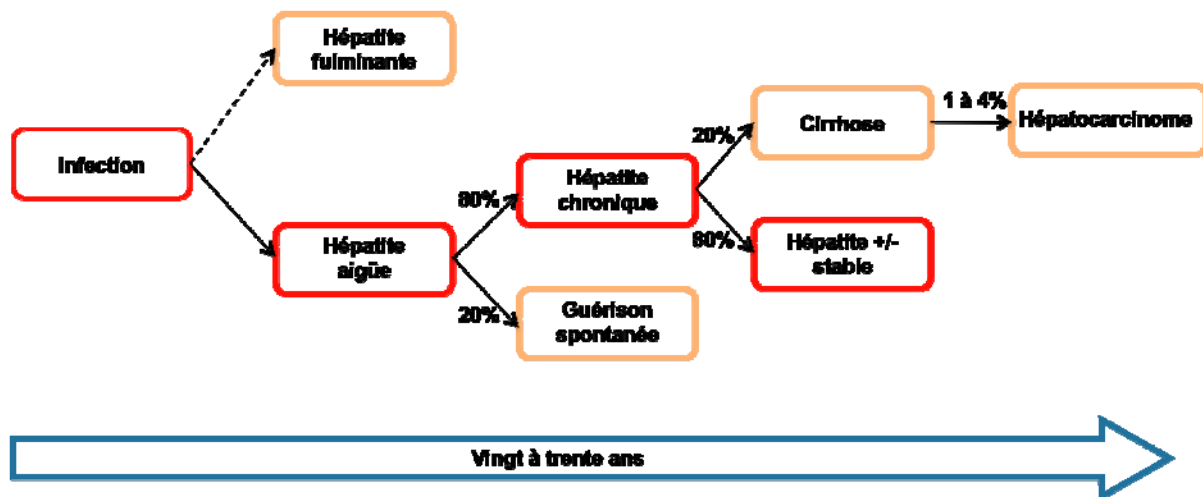 Hépatite
fulminante
Infection
Hépatite
aigüe
80%
20%
Hépatite
chronique
Guérison
spontanée
20%
80%
Cirrhose
Hépatite +/-
stable
1 à 4%
Hépatocarcinome
Vingt à trente ans